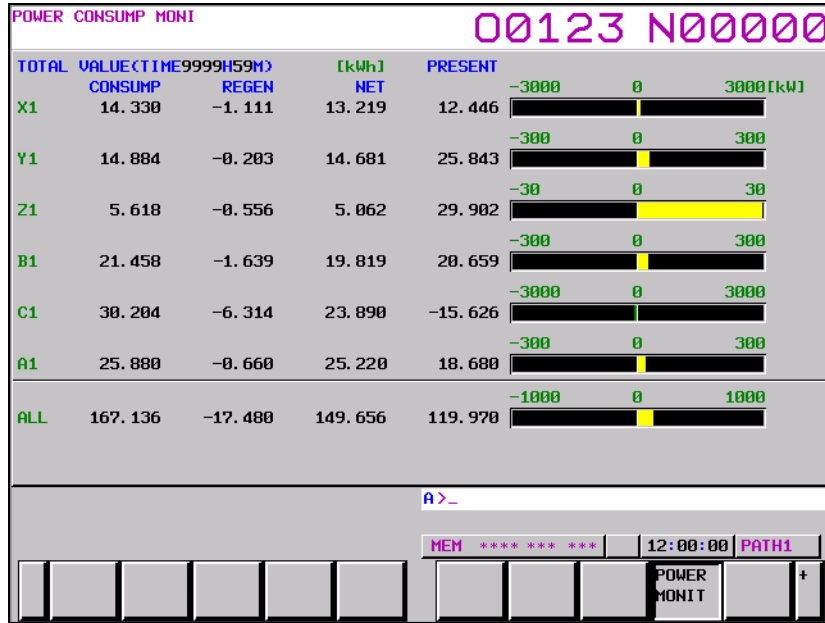 POWER CONSUMP MONI O0123 N00000
TOTAL VALUE(TIME9999H59M) [kWh] PRESENT
CONSUMP REGEN NET -3000 0 3000[kW]
X1 14.330 -1.111 13.219 12.446
-300 0 300
Y1 14.884 -0.203 14.681 25.843
-30 0 30
Z1 5.618 -0.556 5.062 29.902
-300 0 300
B1 21.458 -1.639 19.819 20.659
-3000 0 3000
C1 30.204 -6.314 23.890 -15.626
-300 0 300
A1 25.880 -0.660 25.220 18.680
-1000 0 1000
ALL 167.136 -17.480 149.656 119.970
A>_
MEM **** *** *** 12:00:00 PATH1
POWER +
MONIT